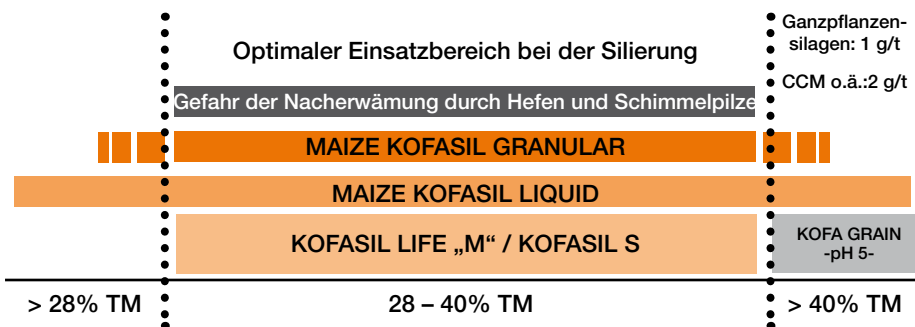 Optimaler Einsatzbereich bei der Silierung
Ganzpflanzen-
silagen: 1 g/t
CCM o.ä.:2 g/t
Gefahr der Nacherwämung durch Hefen und Schimmelpilze
MAIZE KOFASIL GRANULAR
MAIZE KOFASIL LIQUID
KOFASIL LIFE „M“ / KOFASIL S
KOFA GRAIN
-pH 5-
> 28% TM
28 – 40% TM
> 40% TM